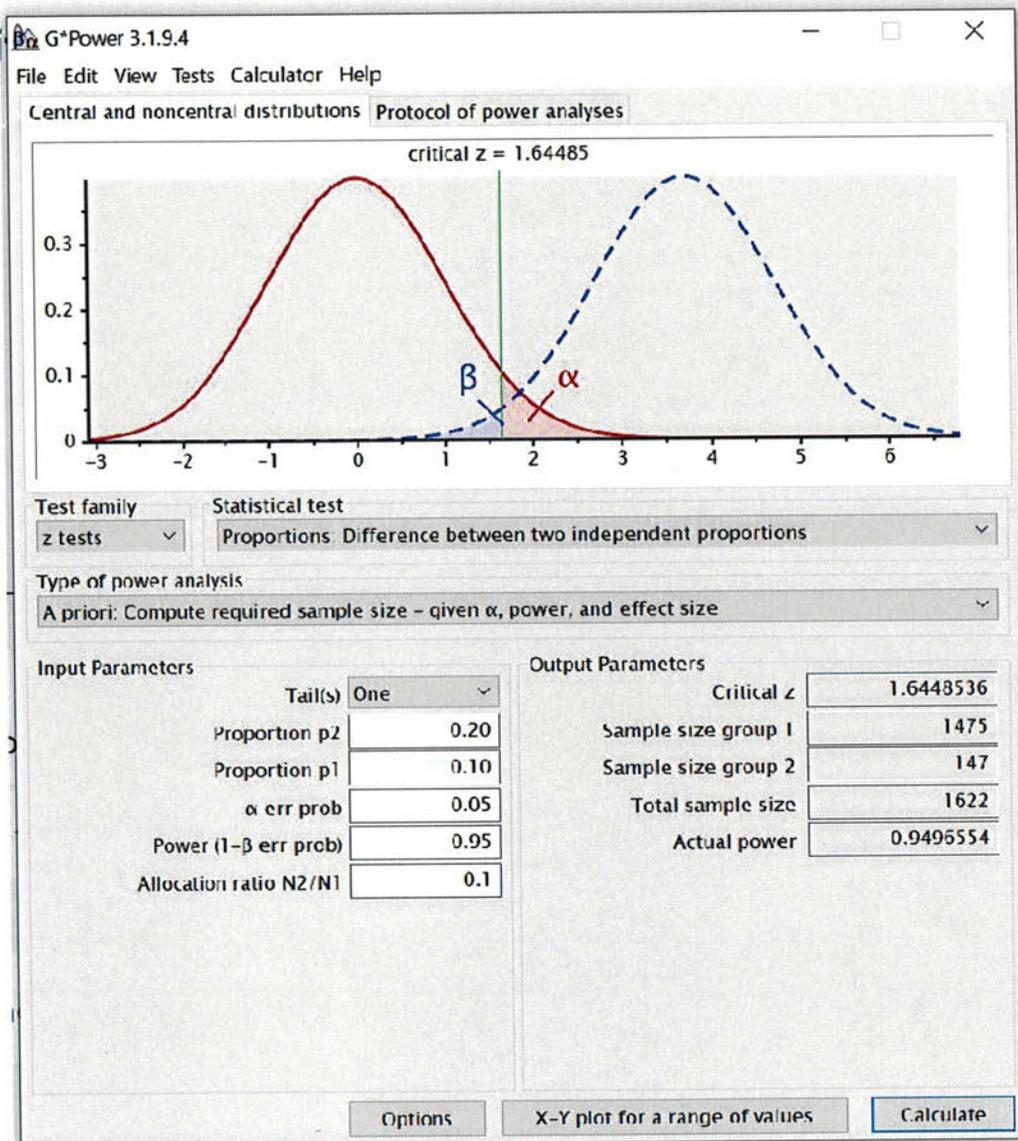 βα G*Power 3.1.9.4
File Edit View Tests Calculator Help
Central and noncentral distributions Protocol of power analyses
critical z = 1.64485
0.3
0.2
0.1
0
β
α
-3 -2 -1 0 1 2 3 4 5 6
Test family
z tests
Statistical test
Proportions: Difference between two independent proportions
Type of power analysis
A priori: Compute required sample size – given α, power, and effect size
Input Parameters
Tail(s) One
Proportion p2 0.20
Proportion p1 0.10
α err prob 0.05
Power (1-β err prob) 0.95
Allocation ratio N2/N1 0.1
Output Parameters
Critical z 1.6448536
Sample size group 1 1475
Sample size group 2 147
Total sample size 1622
Actual power 0.9496554
Options X-Y plot for a range of values Calculate